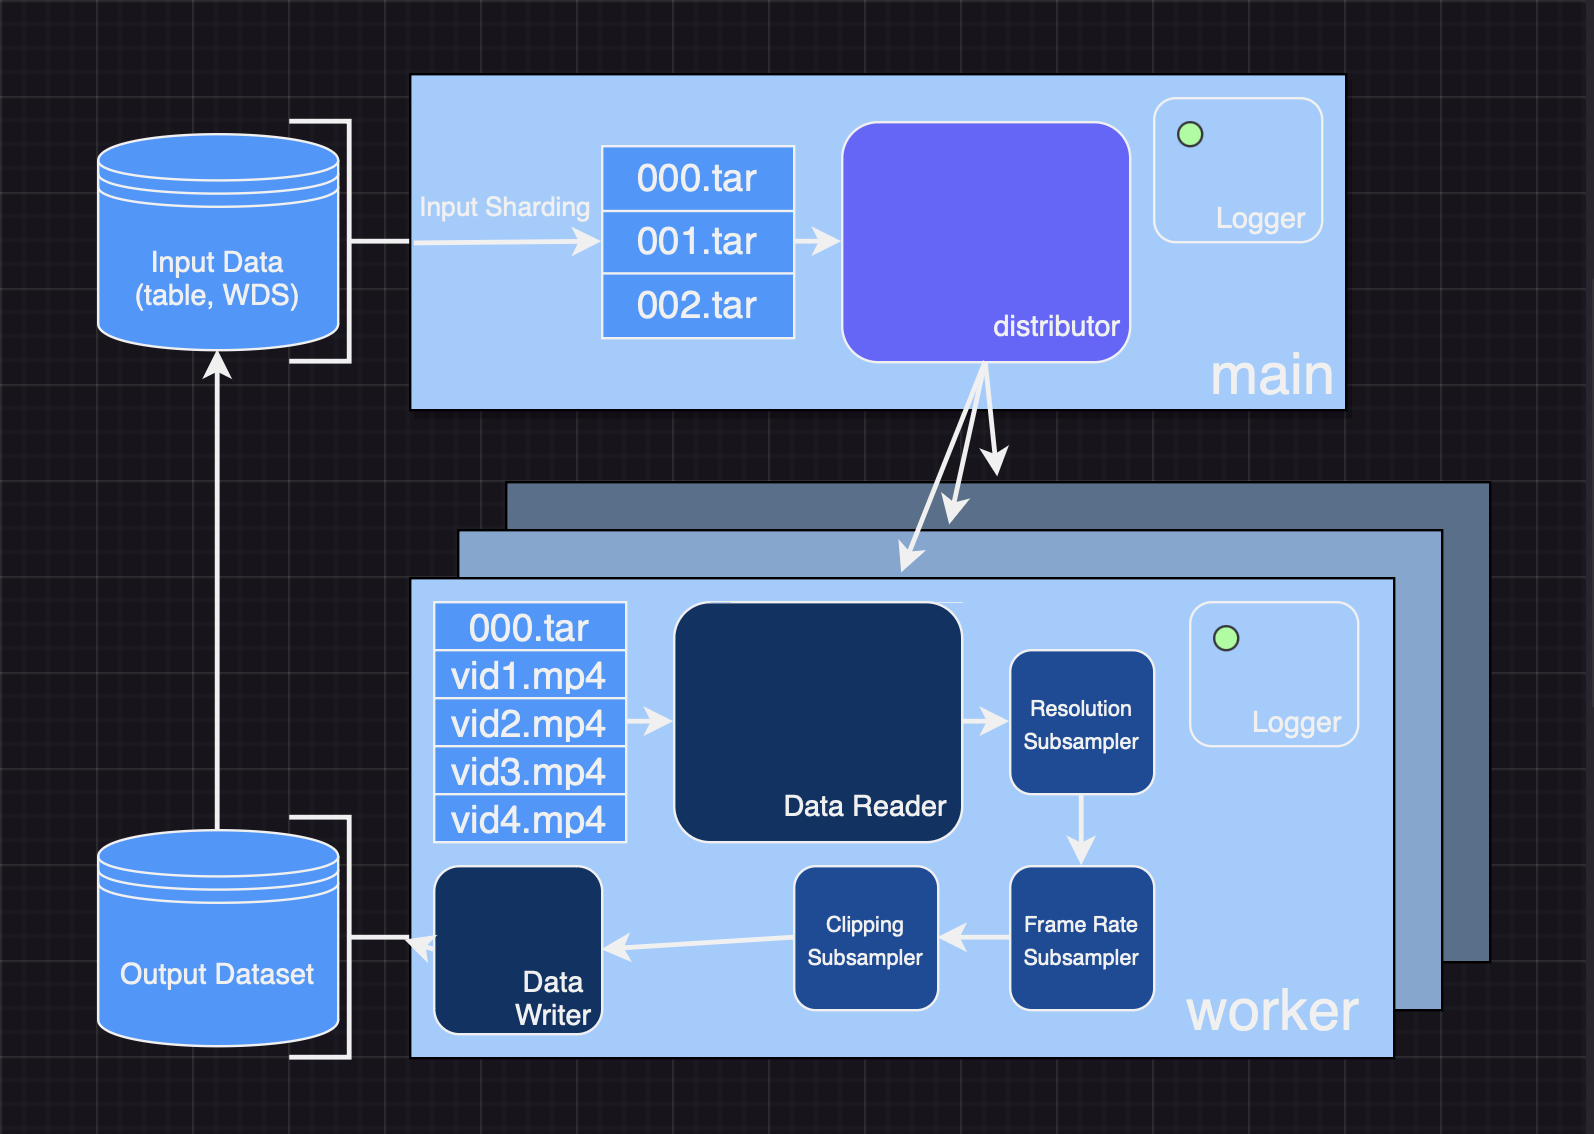 Input Data
(table, WDS)
Input Sharding
000.tar
001.tar
002.tar
distributor
Logger
main
000.tar
vid1.mp4
vid2.mp4
vid3.mp4
vid4.mp4
Data Reader
Resolution
Subsampler
Logger
Frame Rate
Subsampler
Clipping
Subsampler
Data
Writer
worker
Output Dataset